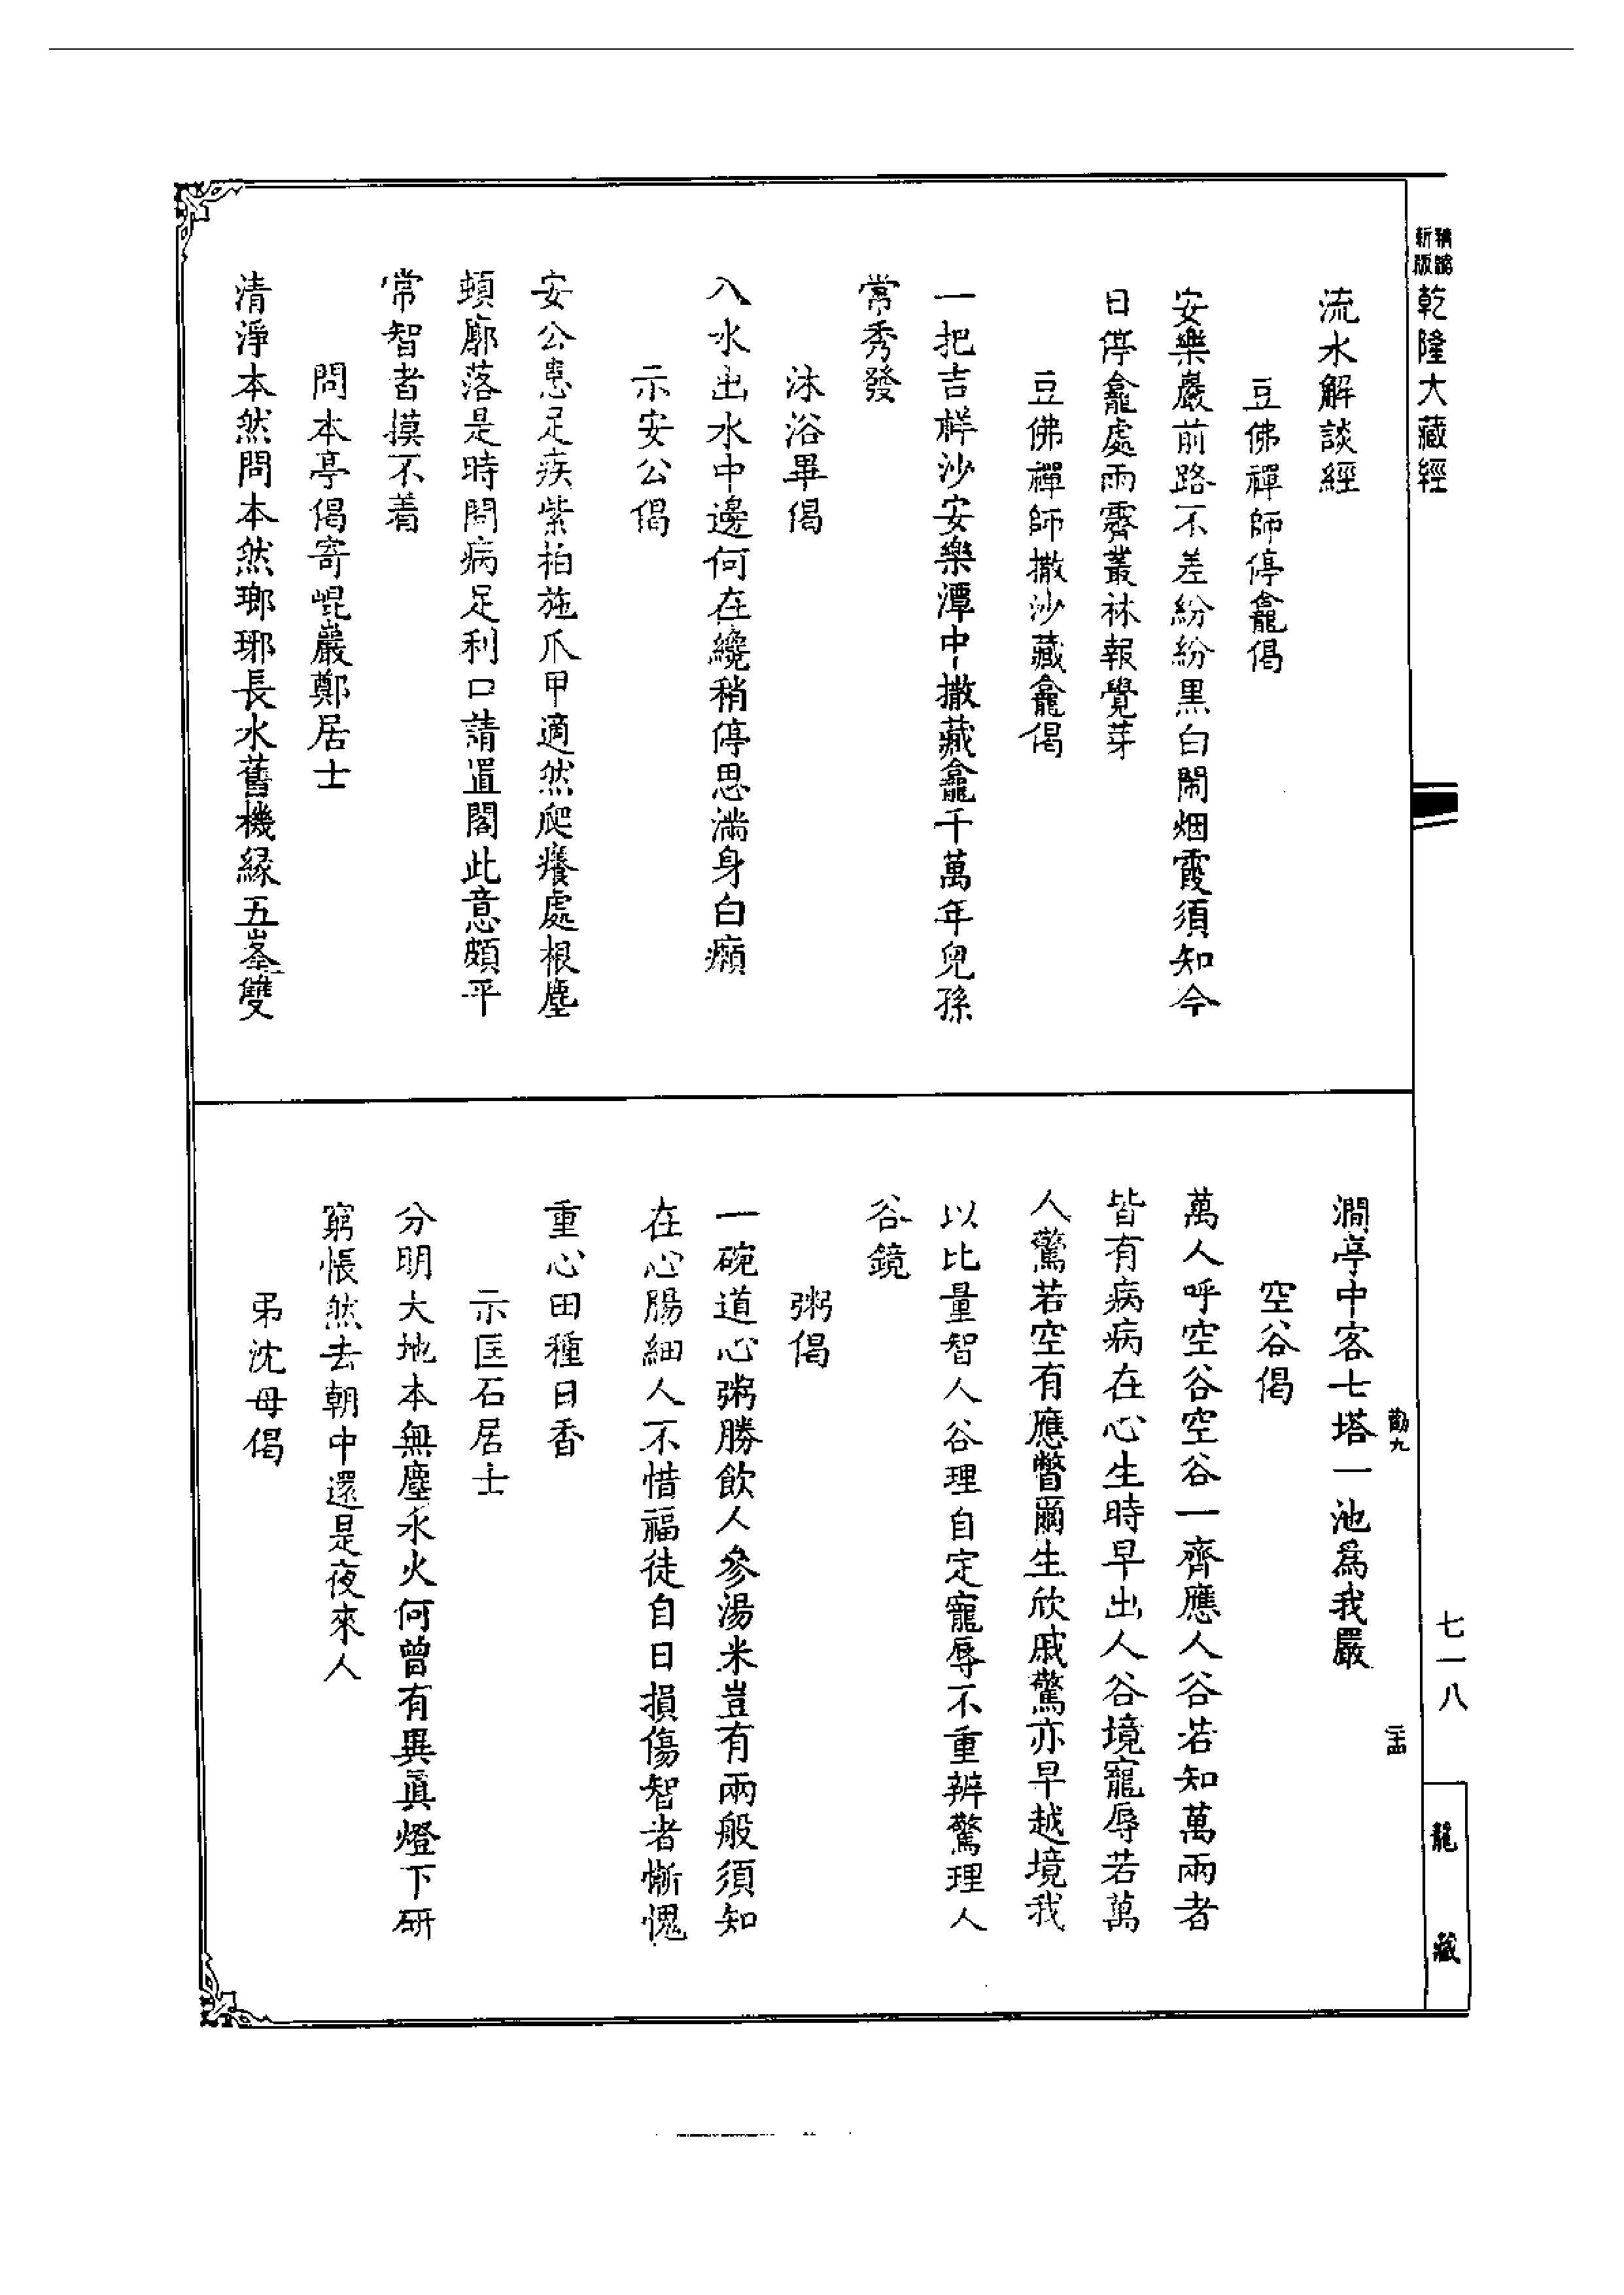 新版精縮乾隆大藏經
流水解談經
豆佛禪師停龕偈
安樂巖前路不差紛紛黑白鬧烟霞須知今
日停龕處雨霽叢林報覺芽
豆佛禪師撒沙藏龕偈
一把吉祥沙安樂潭中撒藏龕千萬年兒孫
常秀發
沐浴畢偈
入水出水中邊何在纔稍停思滿身白癩
示安公偈
安公患足疾紫柏施爪甲適然爬癢處根塵
頓廓落是時問病足利口請置閣此意頗平
常智者摸不着
問本亭偈寄崐巖鄭居士
清淨本然問本然瑯琊長水舊機緣五峯雙
澗亭中客七塔一池為我嚴
空谷偈
萬人呼空谷空谷一齊應人谷若知萬兩者
皆有病病在心生時早出人谷境寵辱若萬
人驚若空有應瞥爾生欣戚驚亦早越境我
以比量智人谷理自定寵辱不重辨驚理人
谷鏡
粥偈
一碗道心粥勝飲人參湯米豈有兩般須知
在心腸細人不惜福徒自日損傷智者慚愧
重心田種日香
示匡石居士
分明大地本無塵永火何曾有異真燈下研
窮悵然去朝中還是夜來人
弔沈母偈
勸九
七一八
龍藏